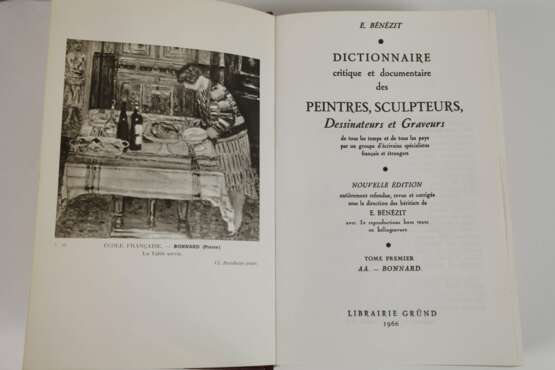 ÉCOLE FRANÇAISE. — BONNARD (Pierre)
La Table servie.
E. BÉNÉZIT
DICTIONNAIRE
critique et documentaire
des
PEINTRES, SCULPTEURS,
Dessinateurs et Graveurs
de tous les temps et de tous les pays
par un groupe d'écrivains spécialistes
français et étrangers
NOUVELLE ÉDITION
entièrement refondue, revue et corrigée
sous la direction des héritiers de
E. BÉNÉZIT
avec reproductions hors texte
en héliogravure
TOME PREMIER
AA. — BONNARD.
LIBRAIRIE GRÜND
1966